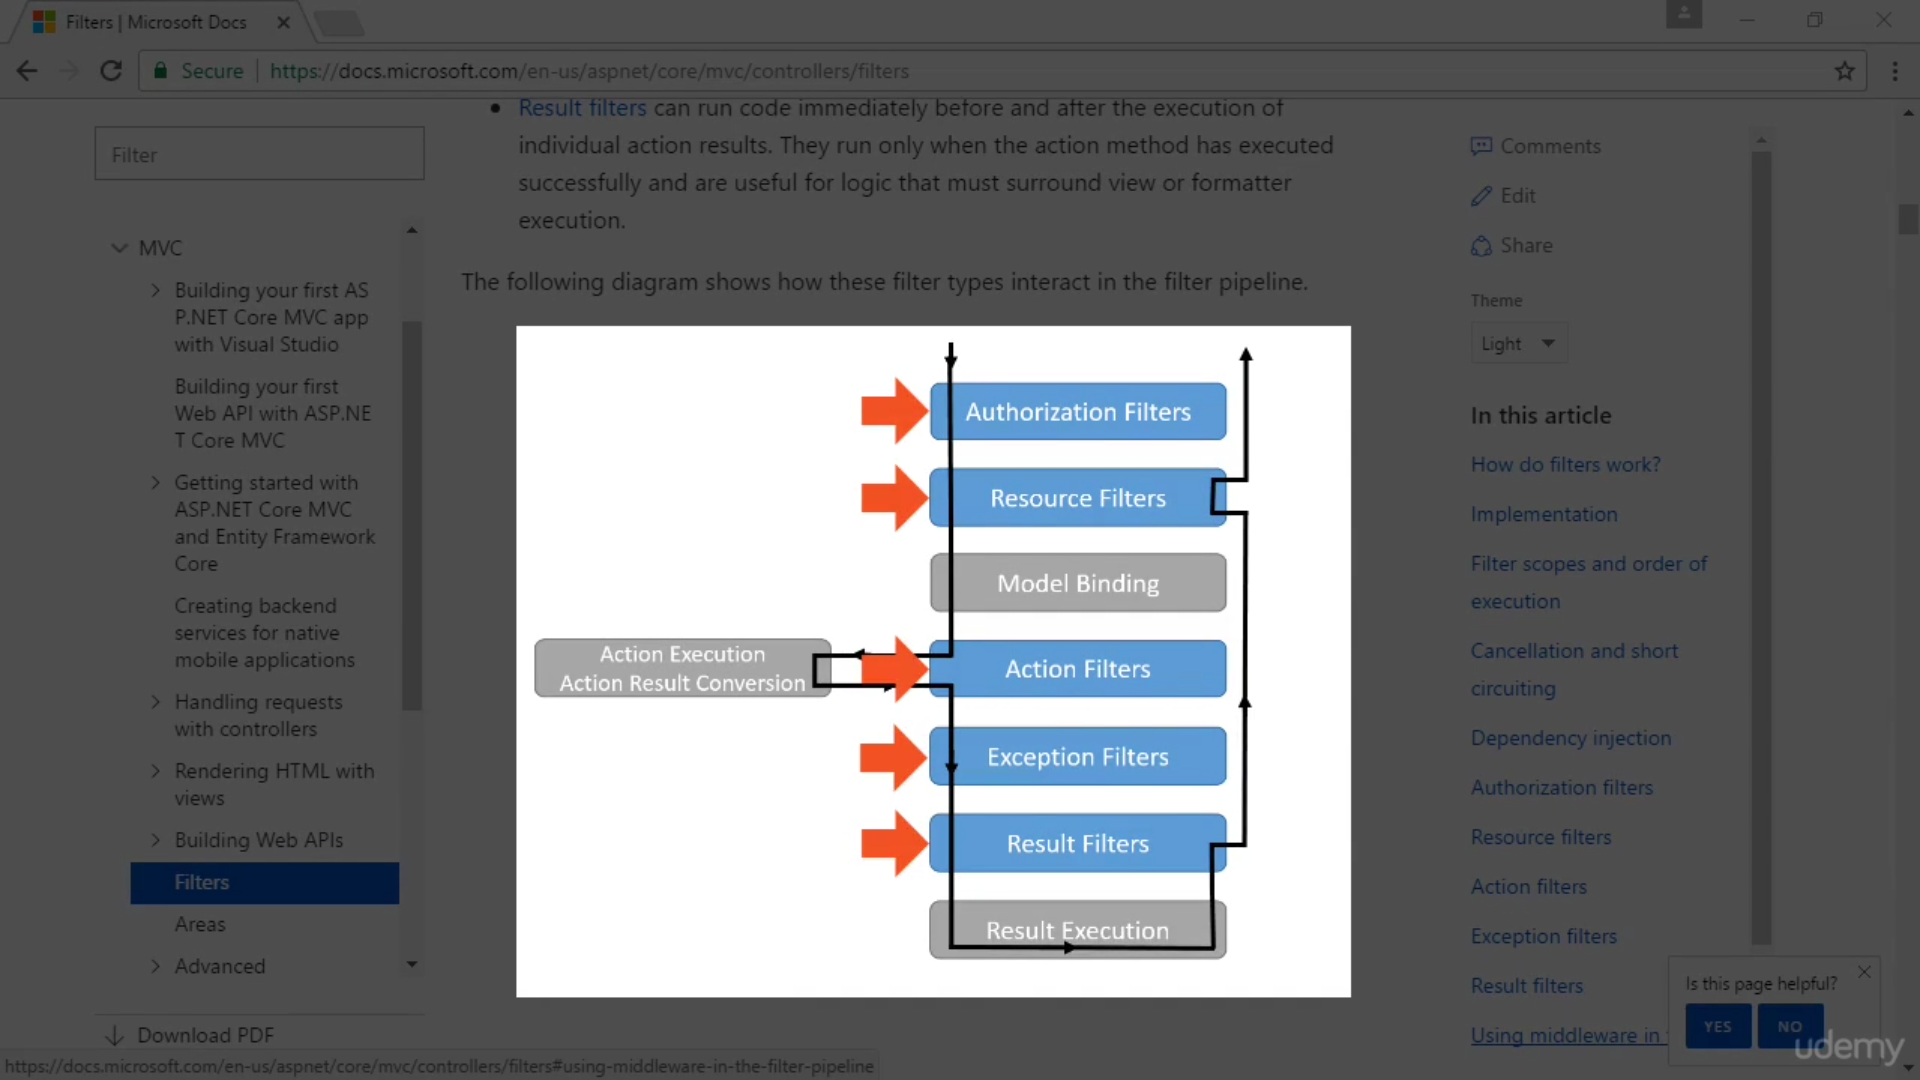 Filters | Microsoft Docs
Secure
https://docs.microsoft.com/en-us/aspnet/core/mvc/controllers/filters
Filter
MVC
Building your first AS
P.NET Core MVC app
with Visual Studio
Building your first
Web API with ASP.NE
T Core MVC
Getting started with
ASP.NET Core MVC
and Entity Framework
Core
Creating backend
services for native
mobile applications
Handling requests
with controllers
Rendering HTML with
views
Building Web APIs
Filters
Areas
Advanced
Download PDF
Result filters can run code immediately before and after the execution of
individual action results. They run only when the action method has executed
successfully and are useful for logic that must surround view or formatter
execution.
The following diagram shows how these filter types interact in the filter pipeline.
Authorization Filters
Resource Filters
Model Binding
Action Execution
Action Result Conversion
Action Filters
Exception Filters
Result Filters
Result Execution
Comments
Edit
Share
Theme
Light
In this article
How do filters work?
Implementation
Filter scopes and order of
execution
Cancellation and short
circuiting
Dependency injection
Authorization filters
Resource filters
Action filters
Exception filters
Result filters
Using middleware in
Is this page helpful?
YES
NO
udemy
https://docs.microsoft.com/en-us/aspnet/core/mvc/controllers/filters#using-middleware-in-the-filter-pipeline